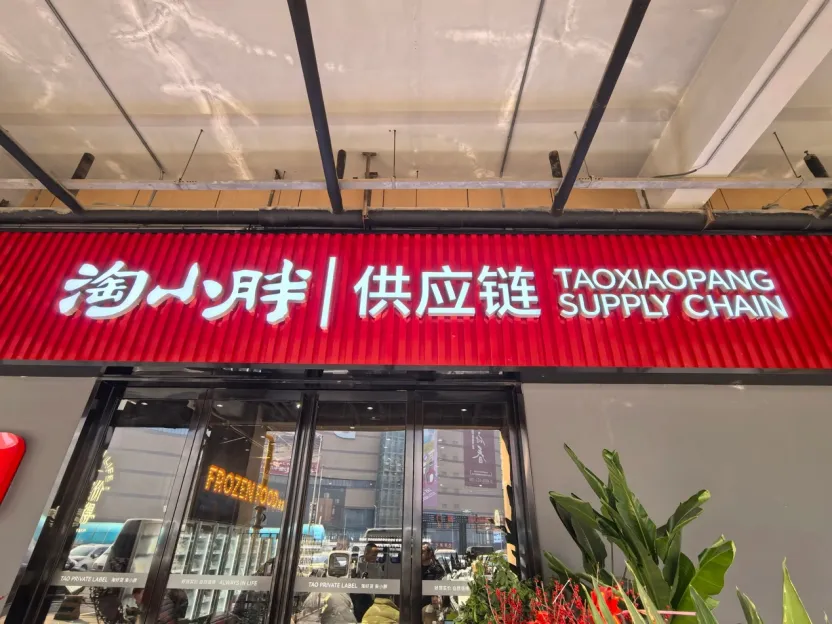 淘小胖 供应链
TAOXIAOPANG
SUPPLY CHAIN
FROZEN FOOD
TAO PRIVATE LABEL
ALWAYS IN LIFE
TAO PRIVATE LABEL